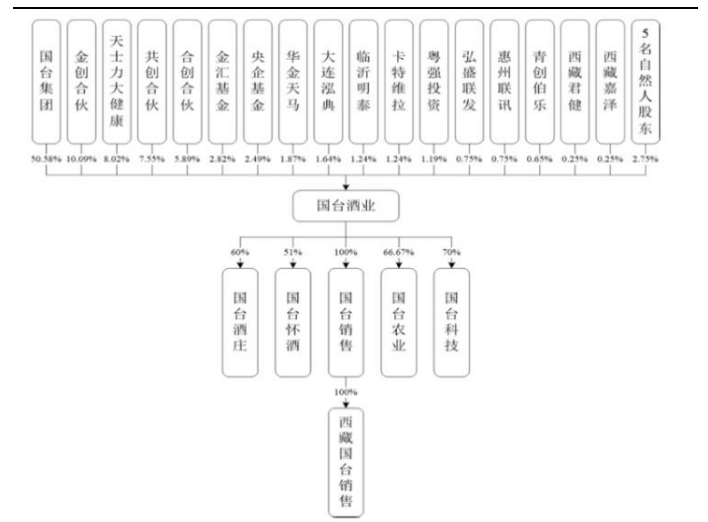 国台集团
金创合伙
天士力大健康
共创合伙
合创合伙
金汇基金
央企基金
华金天马
大连泓典
临沂明泰
卡特维拉
粤强投资
弘盛联发
惠州联讯
青创伯乐
西藏君健
西藏嘉泽
5名自然人股东
50.58% 10.09% 8.02% 7.55% 5.89% 2.82% 2.49% 1.87% 1.64% 1.24% 1.24% 1.19% 0.75% 0.75% 0.65% 0.25% 0.25% 2.75%
国台酒业
60% 51% 100% 66.67% 70%
国台酒庄
国台怀酒
国台销售
国台农业
国台科技
100%
西藏国台销售